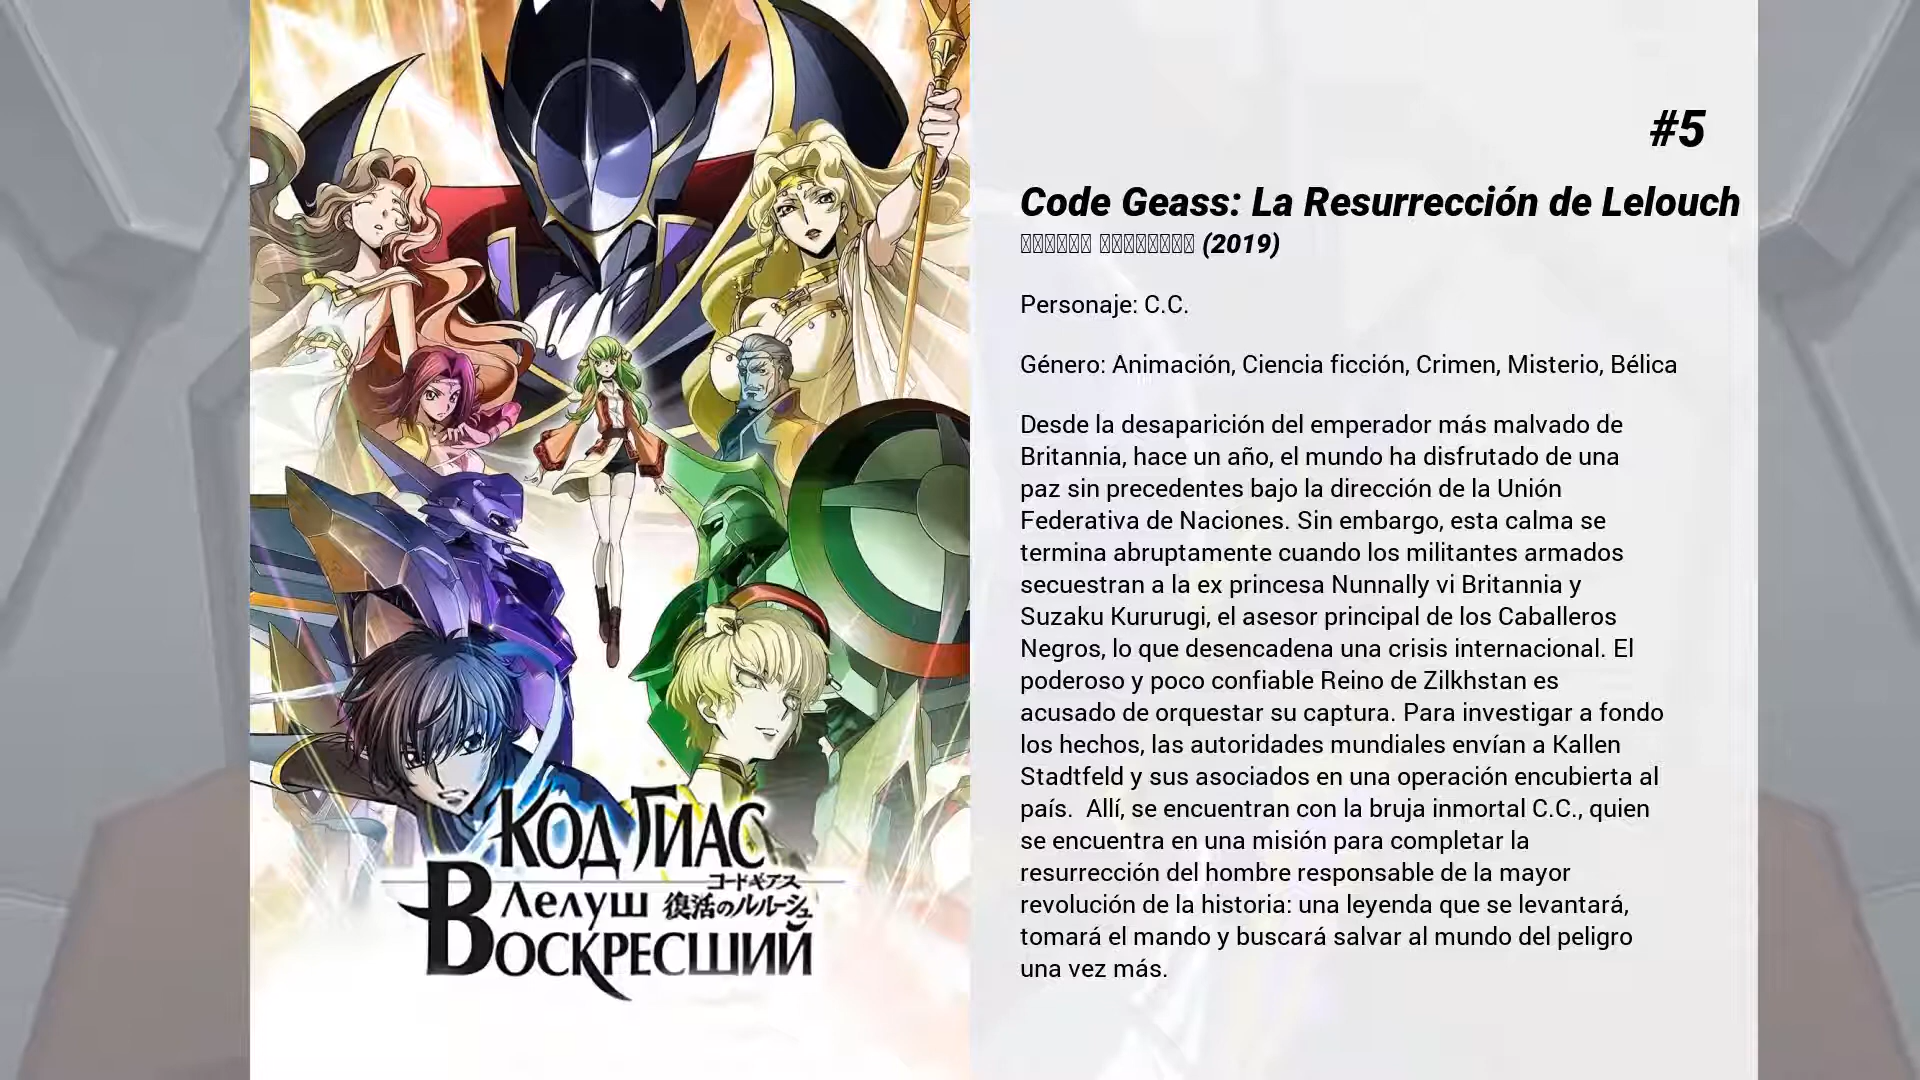 КОД ГИАС
コードギアス
ЛЕЛУШ 復活のルルーシュ
ВОСКРЕСШИЙ
#5
Code Geass: La Resurrección de Lelouch
(2019)
Personaje: C.C.
Género: Animación, Ciencia ficción, Crimen, Misterio, Bélica
Desde la desaparición del emperador más malvado de
Britannia, hace un año, el mundo ha disfrutado de una
paz sin precedentes bajo la dirección de la Unión
Federativa de Naciones. Sin embargo, esta calma se
termina abruptamente cuando los militantes armados
secuestran a la ex princesa Nunnally vi Britannia y
Suzaku Kururugi, el asesor principal de los Caballeros
Negros, lo que desencadena una crisis internacional. El
poderoso y poco confiable Reino de Zilkhstan es
acusado de orquestar su captura. Para investigar a fondo
los hechos, las autoridades mundiales envían a Kallen
Stadtfeld y sus asociados en una operación encubierta al
país.  Allí, se encuentran con la bruja inmortal C.C., quien
se encuentra en una misión para completar la
resurrección del hombre responsable de la mayor
revolución de la historia: una leyenda que se levantará,
tomará el mando y buscará salvar al mundo del peligro
una vez más.